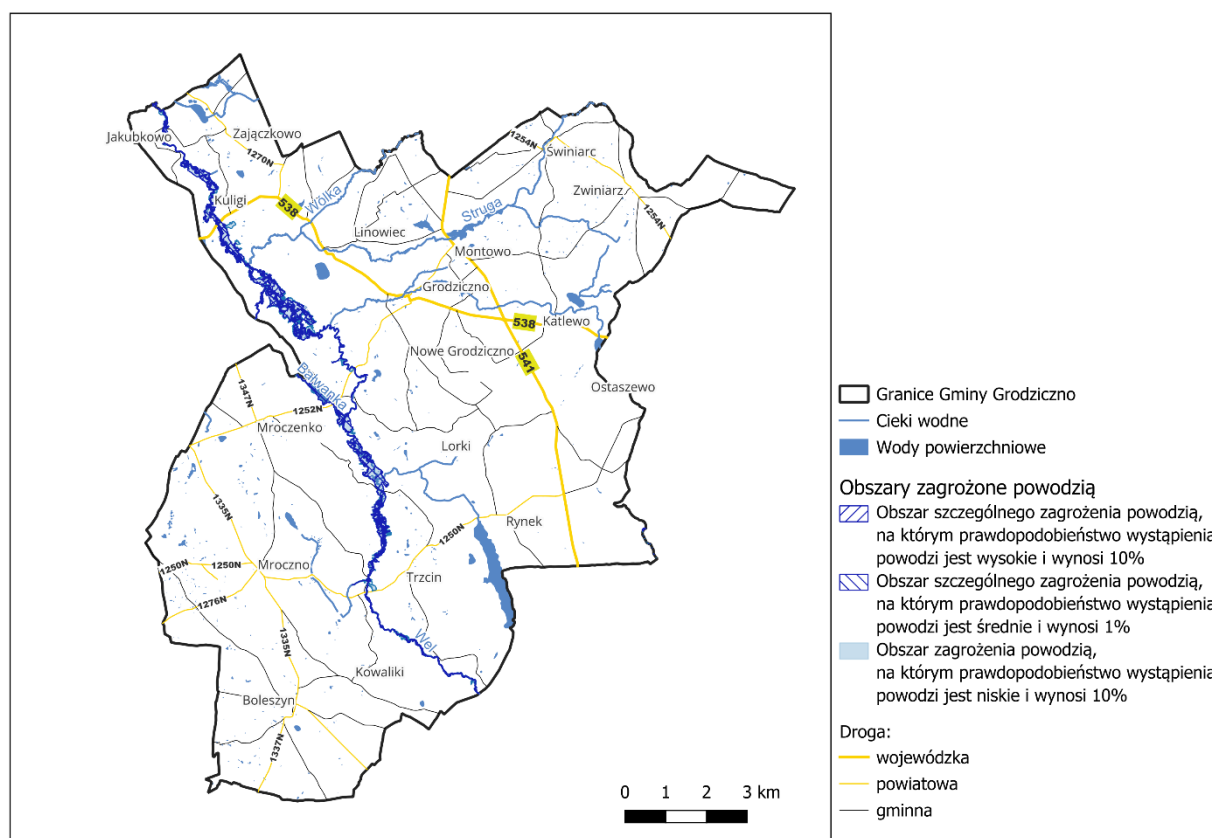 Jakubkowo
Zajączkowo
1270N
Kuligi
538
Wólka
Linowiec
Struga
1254N
Świniarc
Zwiniarz
1254N
Montowo
Grodziczno
538
Katlewo
Nowe Grodziczno
541
Ostaszewo
Bałwanka
1347N
1252N
Mroczenko
Lorki
1335N
1250N
Rynek
1250N
1250N
Mroczno
Trzcin
1276N
1335N
Wel
Kowaliki
Boleszyn
1337N
0 1 2 3 km
Granice Gminy Grodziczno
Cieki wodne
Wody powierzchniowe
Obszary zagrożone powodzią
Obszar szczególnego zagrożenia powodzią,
na którym prawdopodobieństwo wystąpienia
powodzi jest wysokie i wynosi 10%
Obszar szczególnego zagrożenia powodzią,
na którym prawdopodobieństwo wystąpienia
powodzi jest średnie i wynosi 1%
Obszar zagrożenia powodzią,
na którym prawdopodobieństwo wystąpienia
powodzi jest niskie i wynosi 10%
Droga:
wojewódzka
powiatowa
gminna